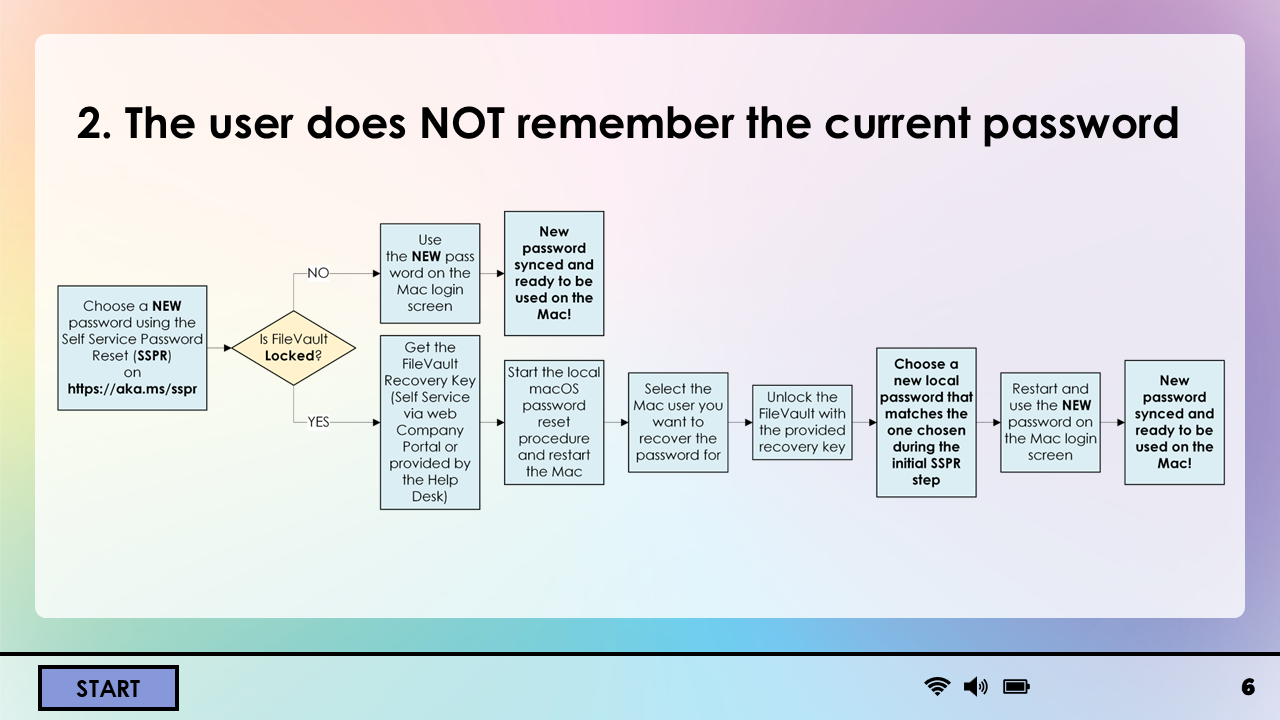 2. The user does NOT remember the current password
Choose a NEW
password using the
Self Service Password
Reset (SSPR)
on
https://aka.ms/sspr
Is FileVault
Locked?
NO
Use
the NEW pass
word on the
Mac login
screen
New
password
synced and
ready to be
used on the
Mac!
YES
Get the
FileVault
Recovery Key
(Self Service
via web
Company
Portal or
provided by
the Help
Desk)
Start the local
macOS
password
reset
procedure
and restart
the Mac
Select the
Mac user you
want to
recover the
password for
Unlock the
FileVault with
the provided
recovery key
Choose a
new local
password that
matches the
one chosen
during the
initial SSPR
step
Restart and
use the NEW
password on
the Mac login
screen
New
password
synced and
ready to be
used on the
Mac!
START
6